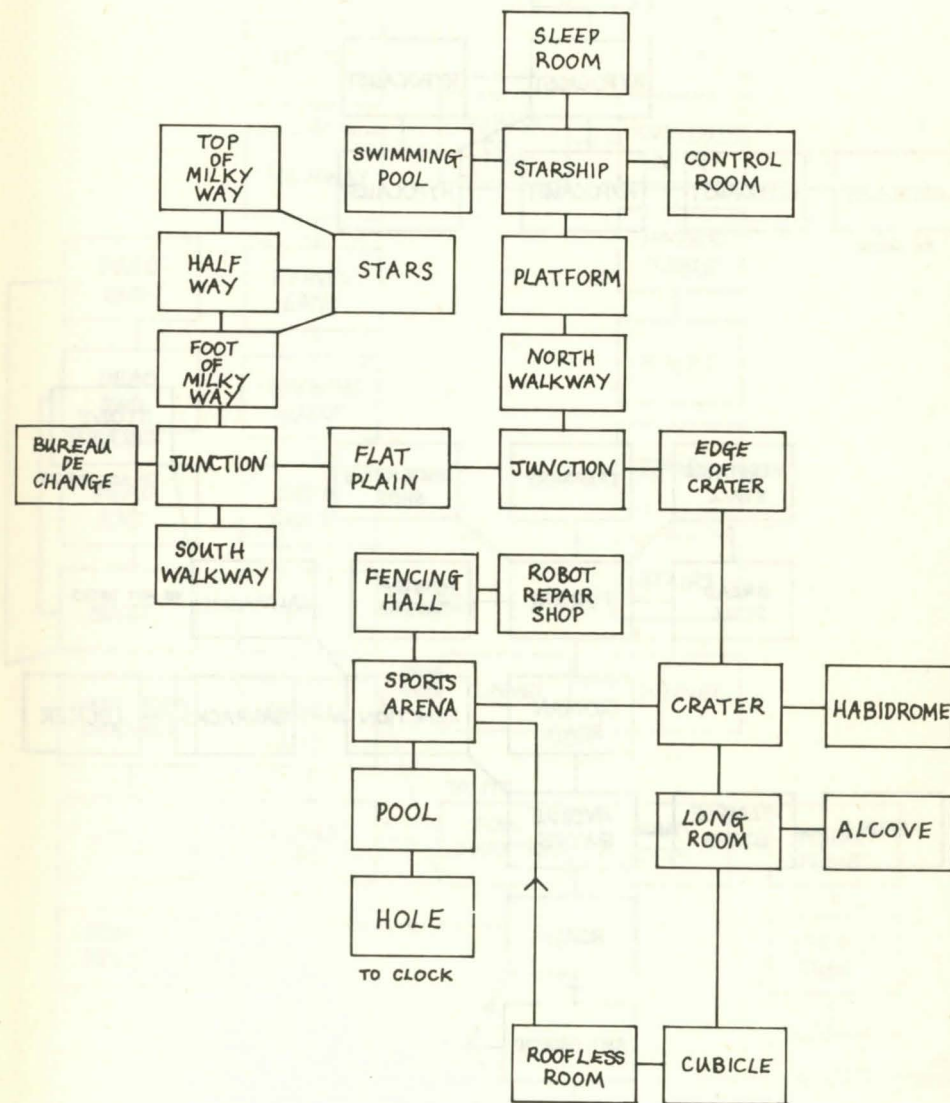 SLEEP
ROOM
TOP
OF
MILKY
WAY
SWIMMING
POOL
STARSHIP
CONTROL
ROOM
HALF
WAY
STARS
PLATFORM
FOOT
OF
MILKY
WAY
NORTH
WALKWAY
BUREAU
DE
CHANGE
JUNCTION
FLAT
PLAIN
JUNCTION
EDGE
OF
CRATER
SOUTH
WALKWAY
FENCING
HALL
ROBOT
REPAIR
SHOP
SPORTS
ARENA
CRATER
HABIDROME
POOL
LONG
ROOM
ALCOVE
HOLE
TO CLOCK
ROOFLESS
ROOM
CUBICLE